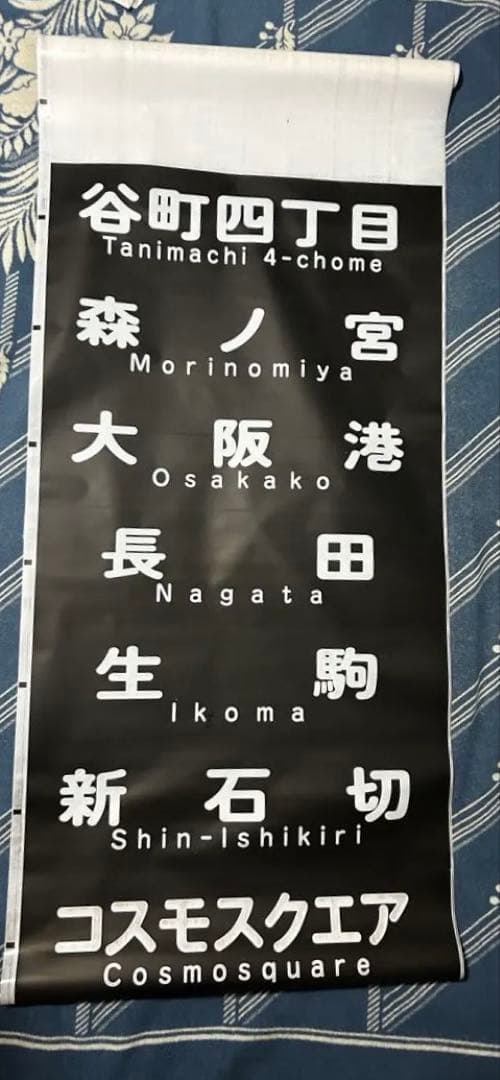 谷町四丁目
Tanimachi 4-chome
森ノ宮
Morinomiya
大阪港
Osakako
長田
Nagata
生駒
Ikoma
新石切
Shin-Ishikiri
コスモスクエア
Cosmosquare